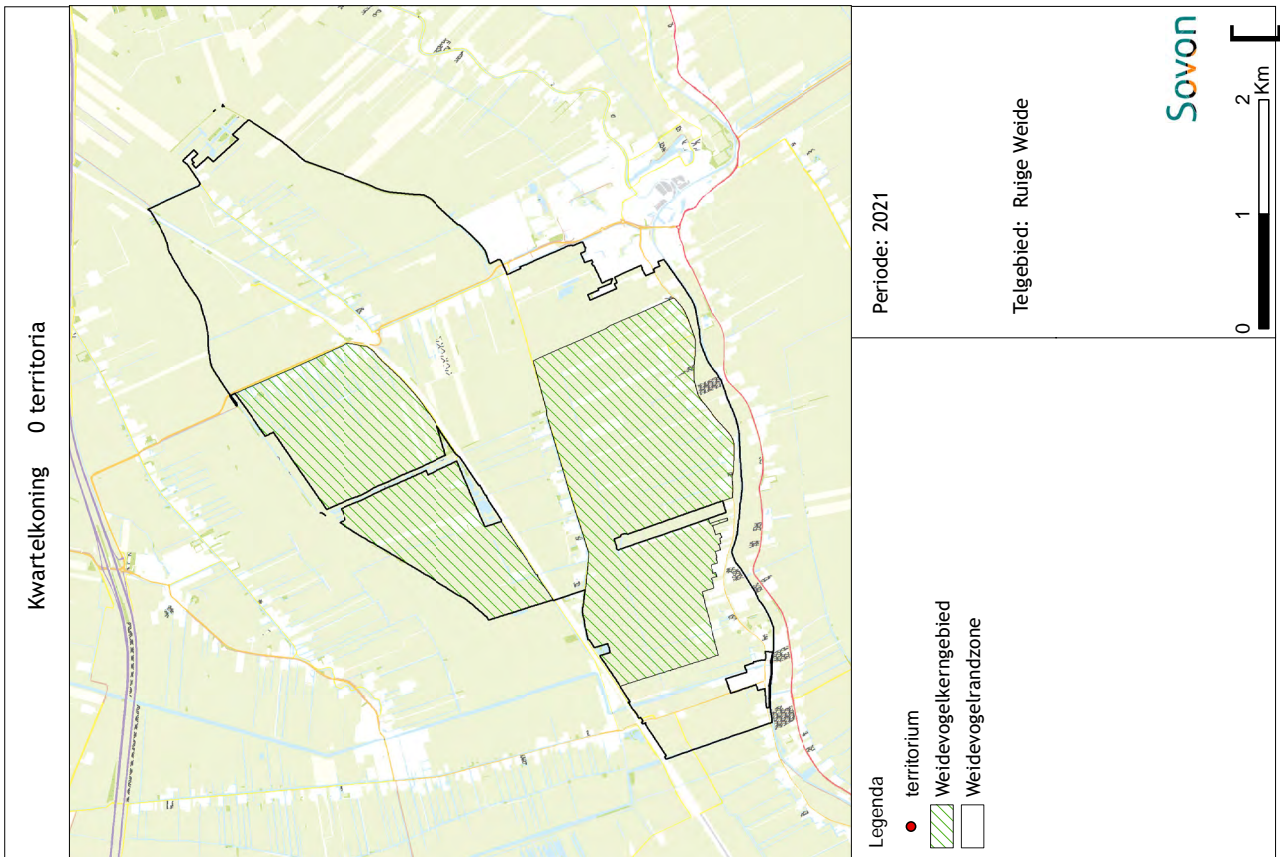 Kwartelkoning 0 territoria
Legenda
territorium
Weidevogelkerngebied
Weidevogelrandzone
Periode: 2021
Telgebied: Ruige Weide
0 1 2
Km
Sovon